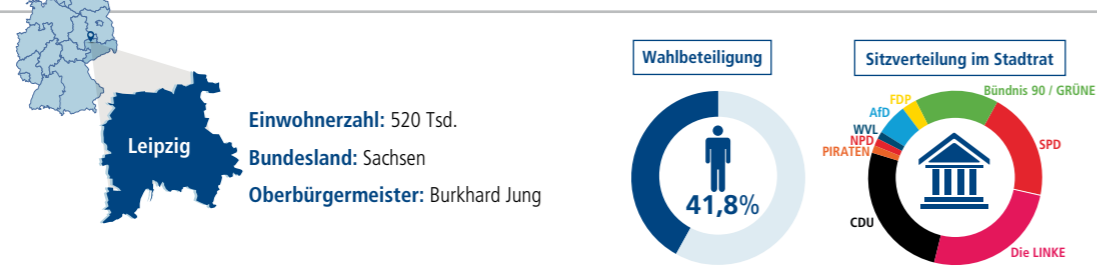 Leipzig
Einwohnerzahl: 520 Tsd.
Bundesland: Sachsen
Oberbürgermeister: Burkhard Jung
Wahlbeteiligung
41,8%
Sitzverteilung im Stadtrat
Bündnis 90 / GRÜNE
FDP
AfD
WVL
NPD
PIRATEN
SPD
CDU
Die LINKE